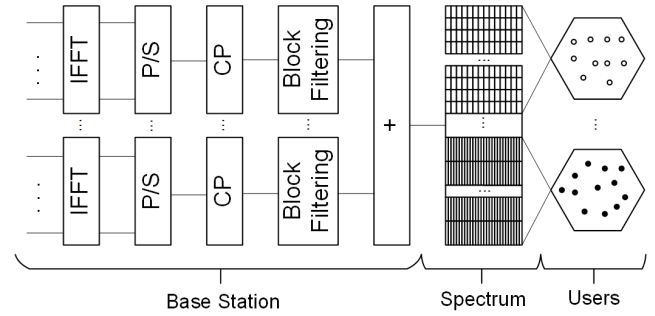 IFFT
P/S
CP
Block
Filtering
IFFT
P/S
CP
Block
Filtering
+
Base Station
Spectrum
Users